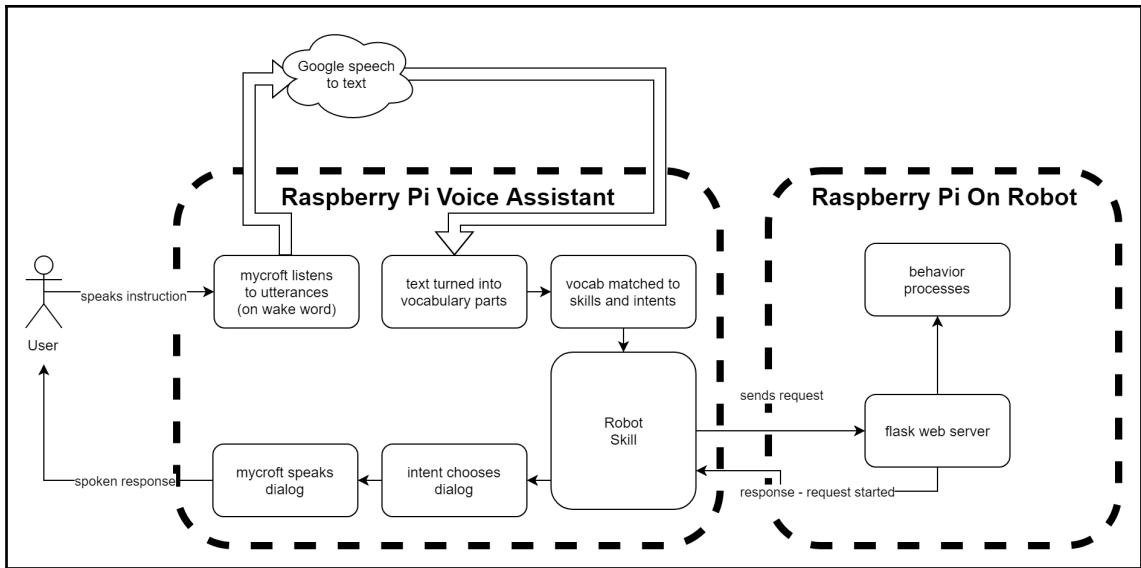 Google speech
to text
Raspberry Pi Voice Assistant
Raspberry Pi On Robot
mycroft listens
to utterances
(on wake word)
text turned into
vocabulary parts
vocab matched to
skills and intents
behavior
processes
speaks instruction
User
Robot
Skill
sends request
flask web server
mycroft speaks
dialog
intent chooses
dialog
spoken response
response - request started